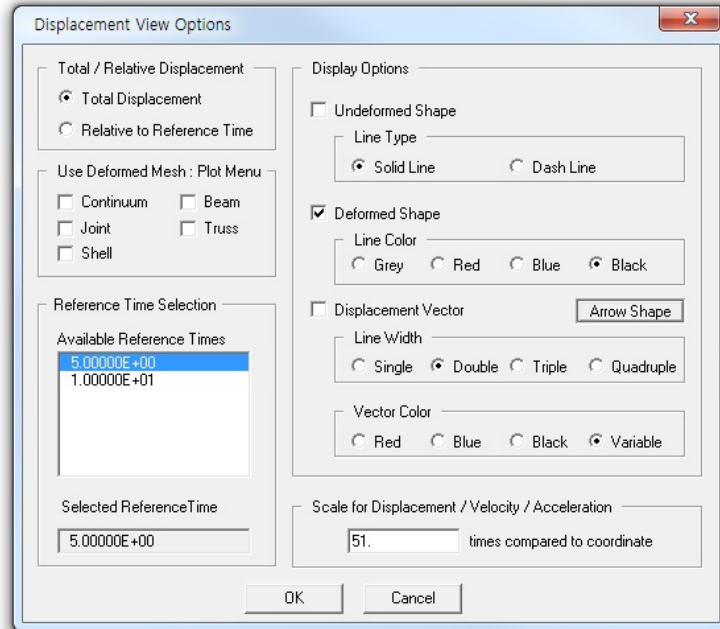 Displacement View Options
Total / Relative Displacement
Total Displacement
Relative to Reference Time
Use Deformed Mesh : Plot Menu
Continuum Beam
Joint Truss
Shell
Reference Time Selection
Available Reference Times
5.00000E+00
1.00000E+01
Selected ReferenceTime
5.00000E+00
Display Options
Undeformed Shape
Line Type
Solid Line Dash Line
Deformed Shape
Line Color
Grey Red Blue Black
Displacement Vector Arrow Shape
Line Width
Single Double Triple Quadruple
Vector Color
Red Blue Black Variable
Scale for Displacement / Velocity / Acceleration
51. times compared to coordinate
OK Cancel